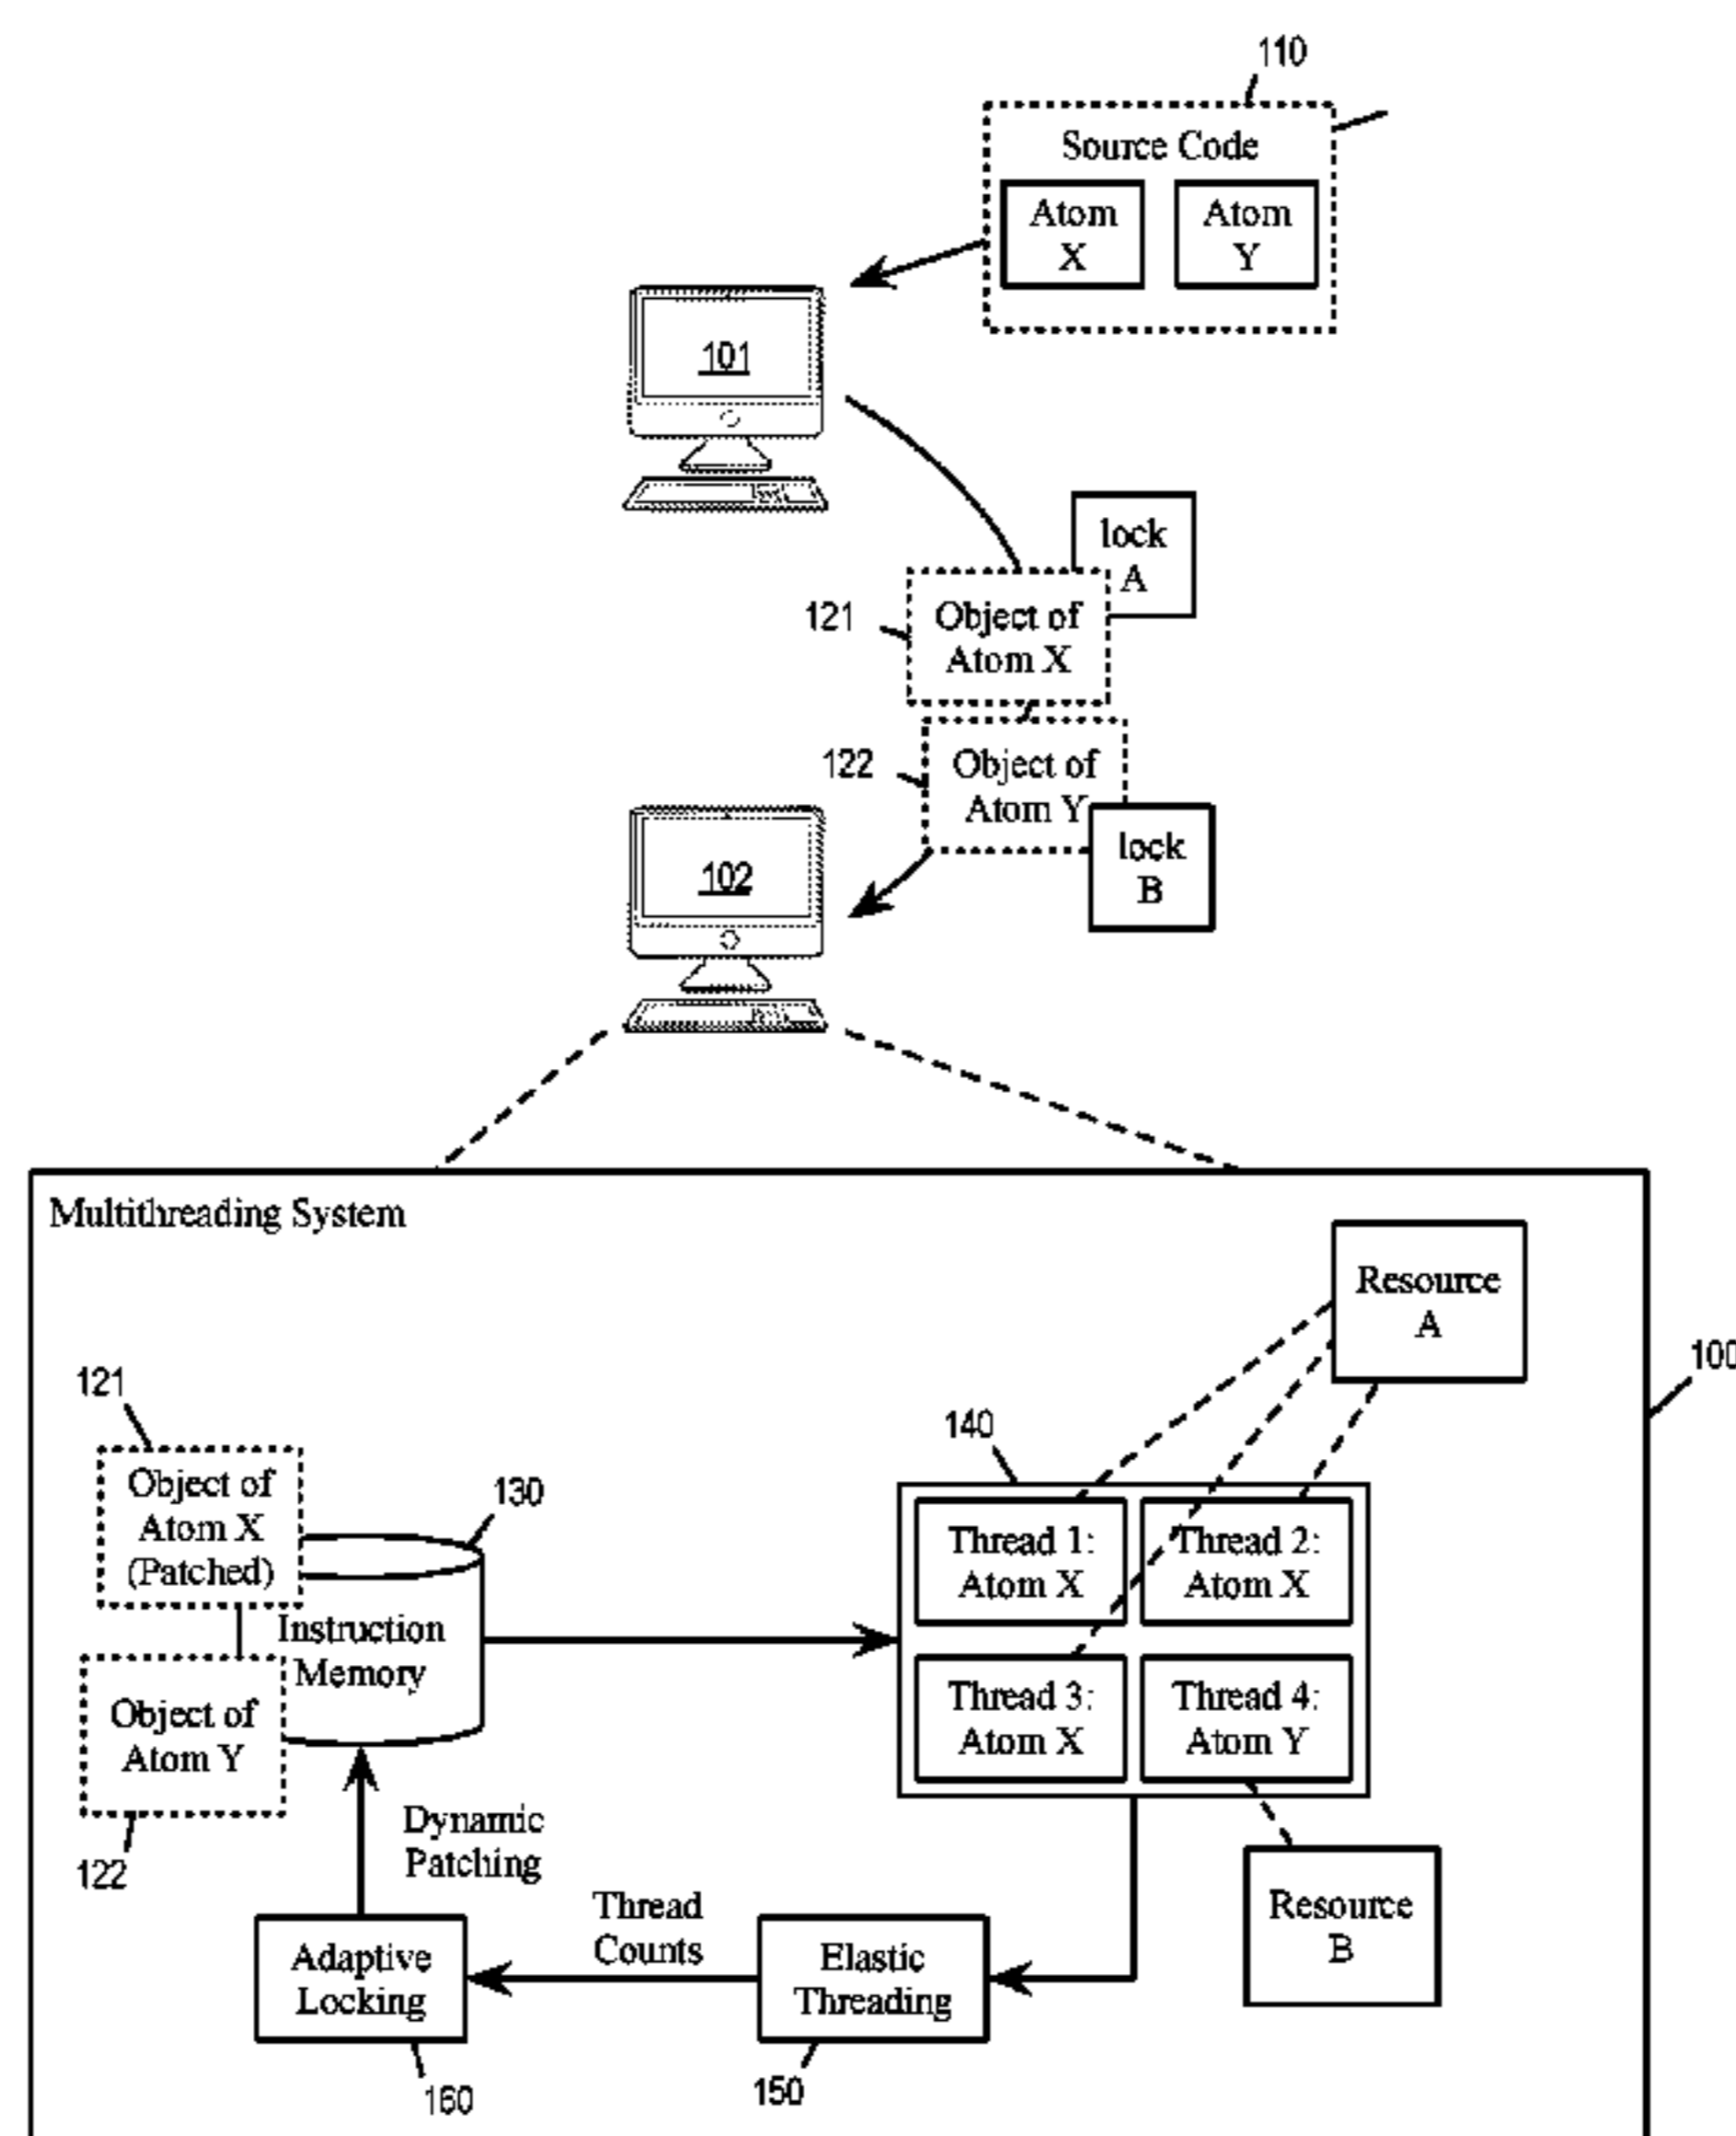 110
Source Code
Atom
X
Atom
Y
101
lock
A
121
Object of
Atom X
122
Object of
Atom Y
lock
B
102
Multithreading System
Resource
A
100
121
Object of
Atom X
(Patched)
130
140
Thread 1:
Atom X
Thread 2:
Atom X
Instruction
Memory
Thread 3:
Atom X
Thread 4:
Atom Y
Object of
Atom Y
122
Dynamic
Patching
Thread
Counts
Adaptive
Locking
Elastic
Threading
Resource
B
160
150